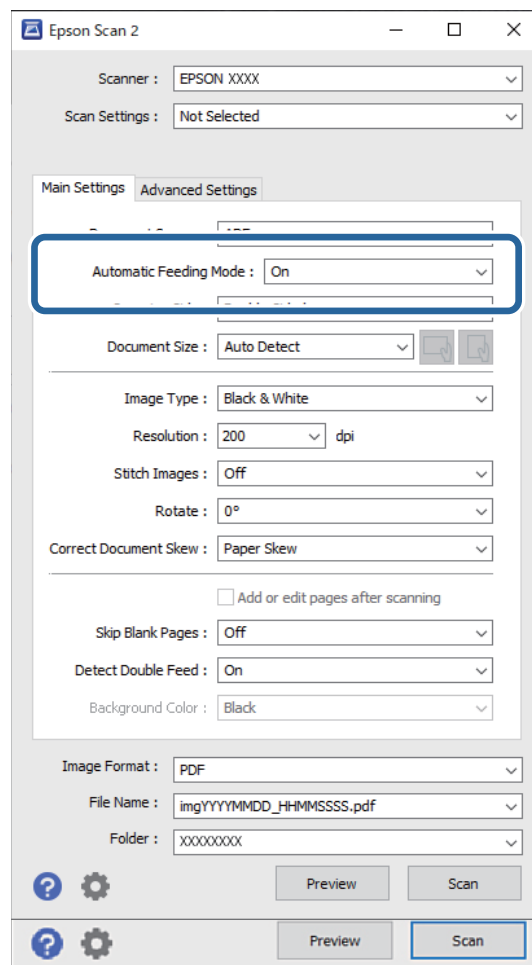 Epson Scan 2
Scanner : EPSON XXXX
Scan Settings : Not Selected
Main Settings Advanced Settings
Automatic Feeding Mode : On
Document Size : Auto Detect
Image Type : Black & White
Resolution : 200 dpi
Stitch Images : Off
Rotate : 0°
Correct Document Skew : Paper Skew
Add or edit pages after scanning
Skip Blank Pages : Off
Detect Double Feed : On
Background Color : Black
Image Format : PDF
File Name : imgYYYYMMDD_HHMMSSSS.pdf
Folder : XXXXXXXX
? Preview Scan
? Preview Scan